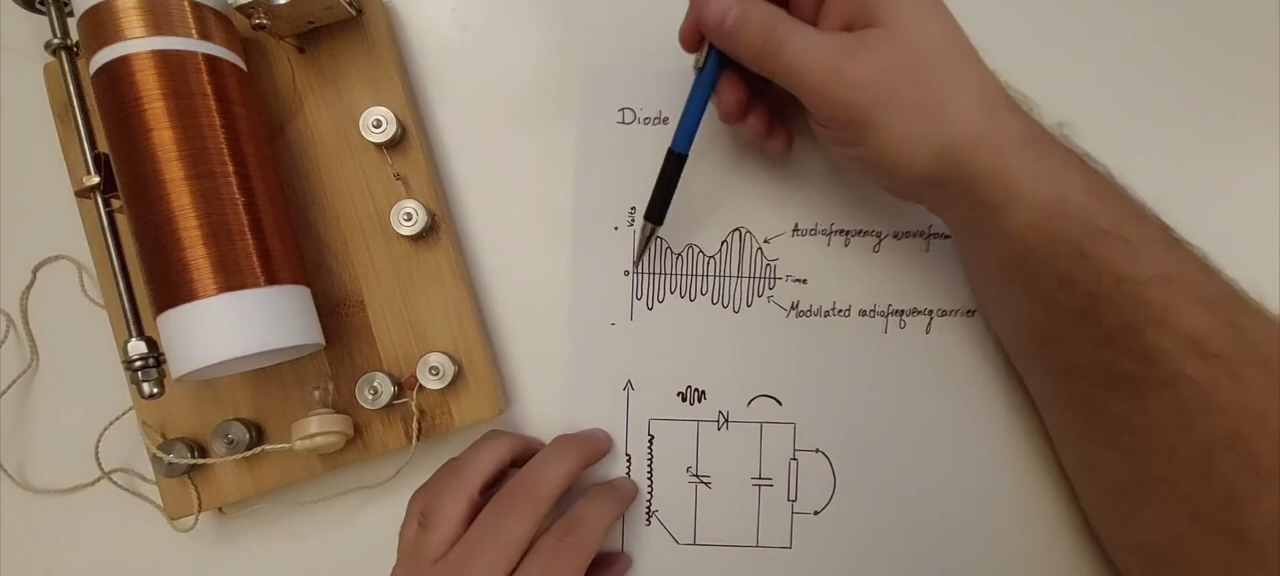 Diode
Volts
+
Audiofrequency waveform
0
Time
Modulated radiofrequency carrier
-